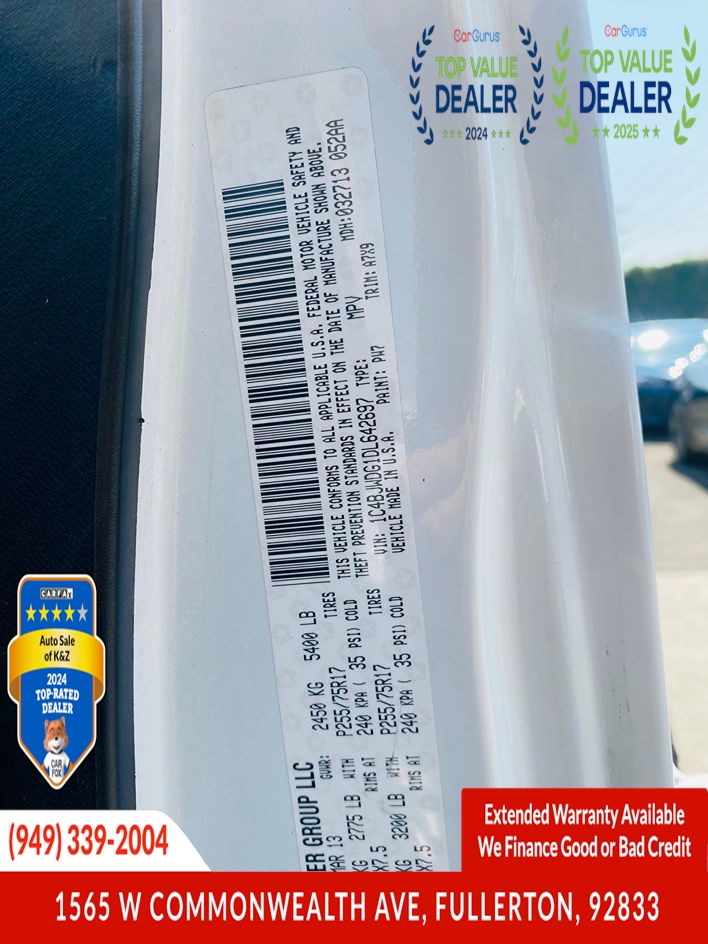 CarGurus
TOP VALUE
DEALER
2024
CarGurus
TOP VALUE
DEALER
2025
ER GROUP LLC
MAR 13 GVWR: 2450 KG 5400 LB
KG 2775 LB WITH P255/75R17 TIRES
X7.5 RIMS AT 240 KPA ( 35 PSI) COLD
KG 3200 LB WITH P255/75R17 TIRES
X7.5 RIMS AT 240 KPA ( 35 PSI) COLD
THIS VEHICLE CONFORMS TO ALL APPLICABLE U.S.A. FEDERAL MOTOR VEHICLE SAFETY AND
THEFT PREVENTION STANDARDS IN EFFECT ON THE DATE OF MANUFACTURE SHOWN ABOVE.
VIN: 1C4BJWDG1DL642697 TYPE: MPV MDH:032713 052AA
VEHICLE MADE IN U.S.A. PAINT: PW7 TRIM: A7X9
CARFAX
Auto Sale
of K&Z
2024
TOP-RATED
DEALER
CAR
FOX
(949) 339-2004
Extended Warranty Available
We Finance Good or Bad Credit
1565 W COMMONWEALTH AVE, FULLERTON, 92833